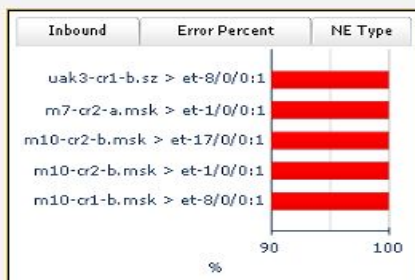 Inbound Error Percent NE Type
uak3-cr1-b.sz > et-8/0/0:1
m7-cr2-a.msk > et-1/0/0:1
m10-cr2-b.msk > et-17/0/0:1
m10-cr2-b.msk > et-1/0/0:1
m10-cr1-b.msk > et-8/0/0:1
90 100
%